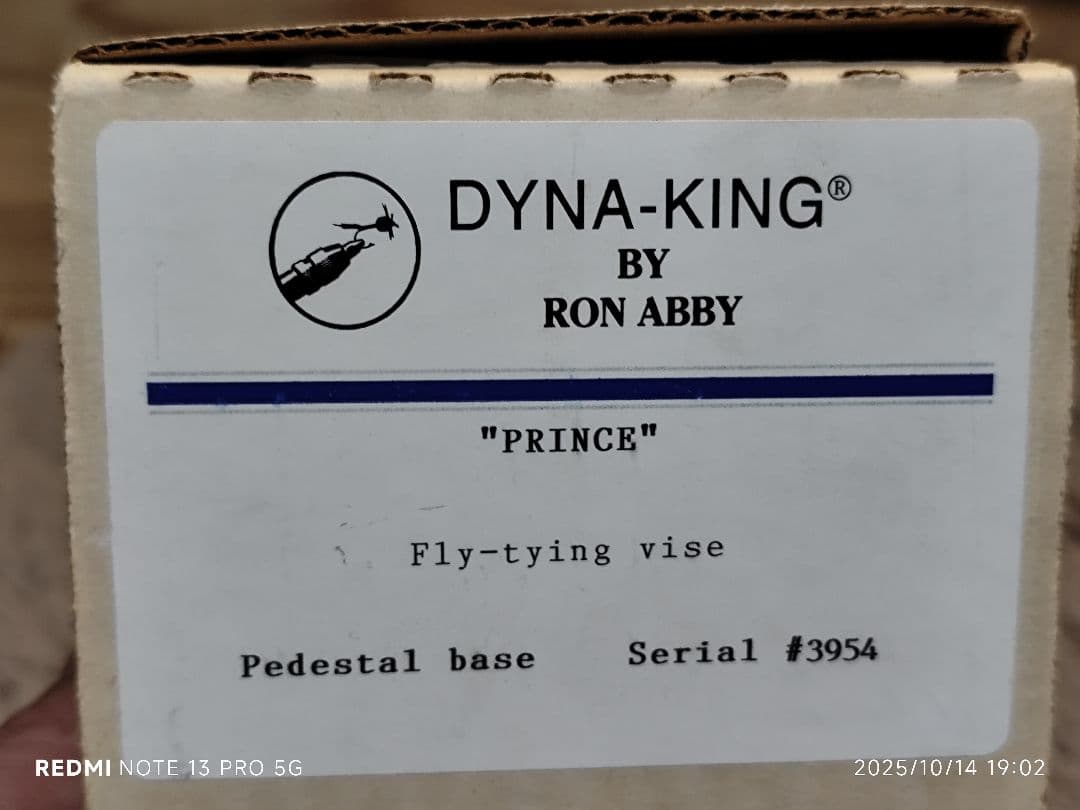 DYNA-KING®
BY
RON ABBY
"PRINCE"
Fly-tying vise
Pedestal base Serial #3954
REDMI NOTE 13 PRO 5G 2025/10/14 19:02